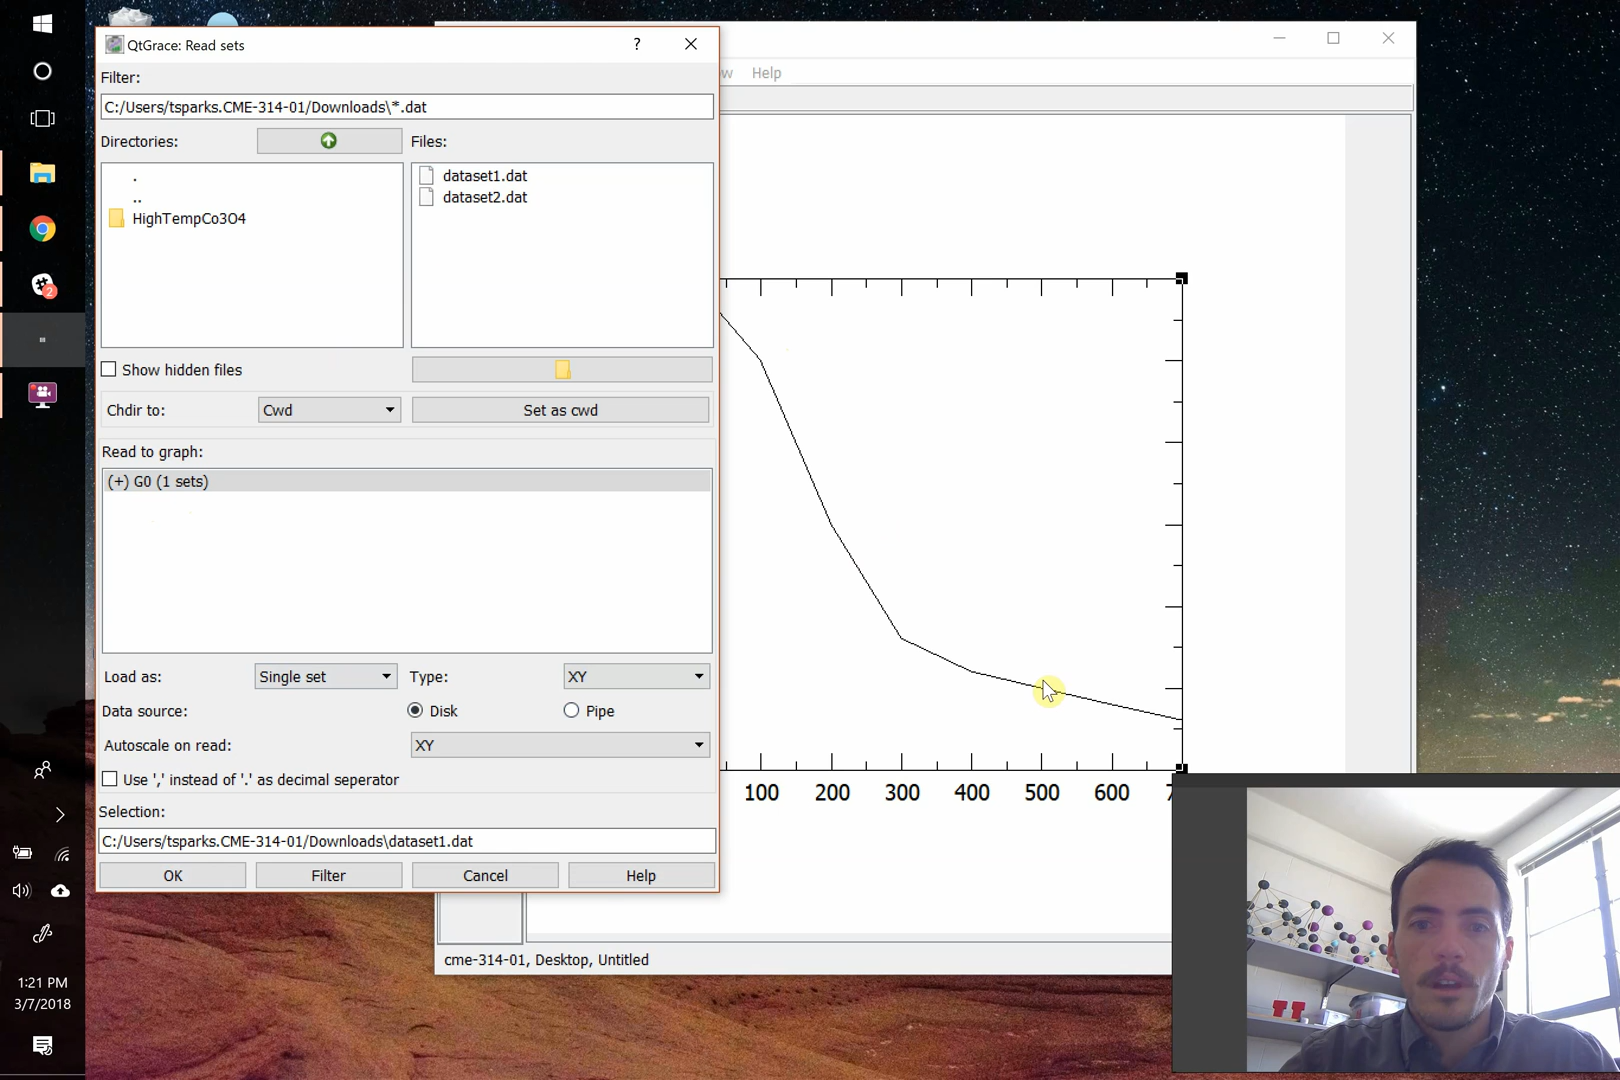 QtGrace: Read sets
?
Filter:
C:/Users/tsparks.CME-314-01/Downloads\*.dat
Directories:
Files:
.
..
HighTempCo3O4
dataset1.dat
dataset2.dat
Show hidden files
Chdir to:
Cwd
Set as cwd
Read to graph:
(+) G0 (1 sets)
Load as:
Single set
Type:
XY
Data source:
Disk
Pipe
Autoscale on read:
XY
Use ',' instead of '.' as decimal seperator
Selection:
C:/Users/tsparks.CME-314-01/Downloads\dataset1.dat
OK
Filter
Cancel
Help
Help
100 200 300 400 500 600
cme-314-01, Desktop, Untitled
2
1:21 PM
3/7/2018